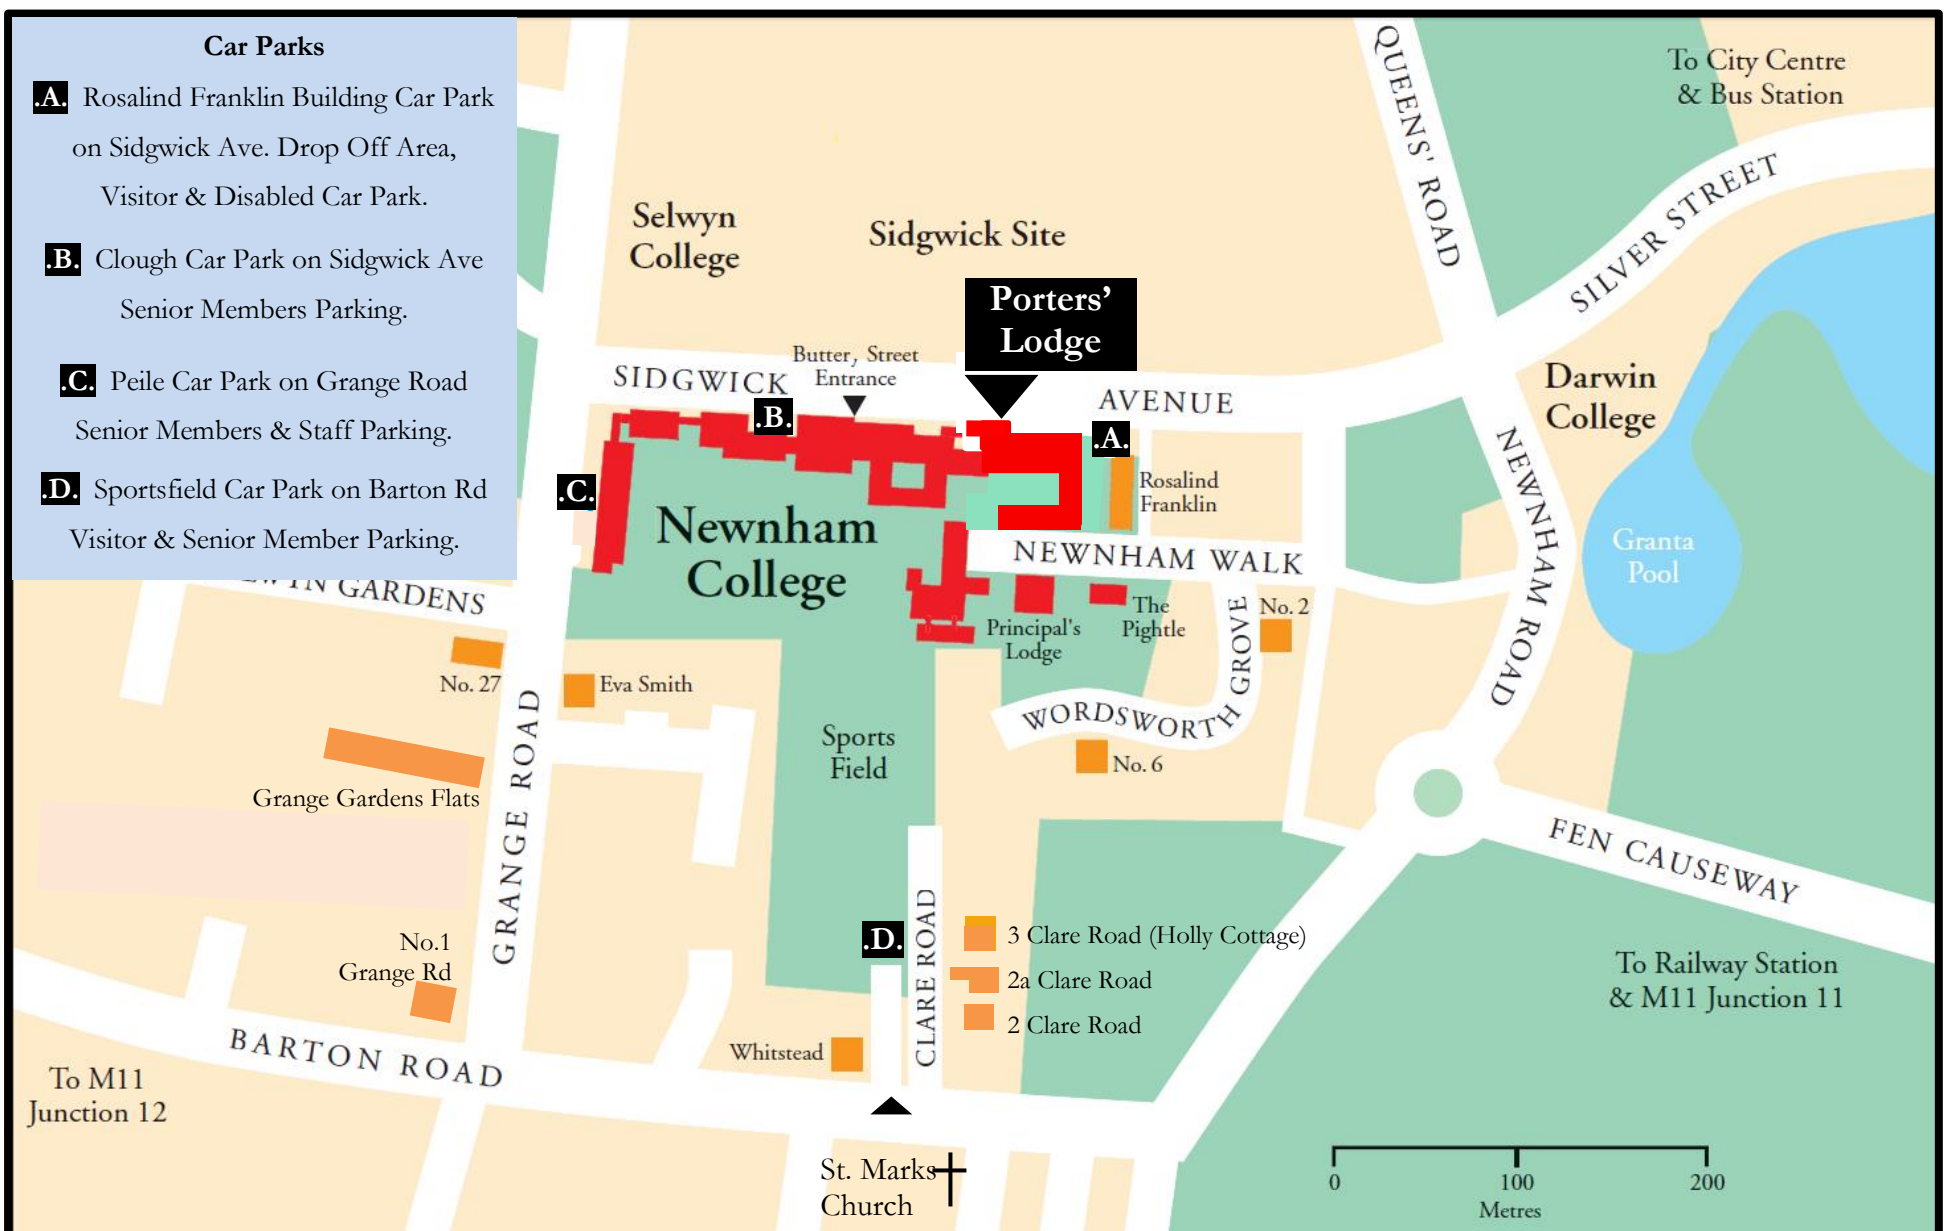 Car Parks
.A. Rosalind Franklin Building Car Park
on Sidgwick Ave. Drop Off Area,
Visitor & Disabled Car Park.
.B. Clough Car Park on Sidgwick Ave
Senior Members Parking.
.C. Peile Car Park on Grange Road
Senior Members & Staff Parking.
.D. Sportsfield Car Park on Barton Rd
Visitor & Senior Member Parking.
QUEENS' ROAD
To City Centre
& Bus Station
SILVER STREET
Selwyn
College
Sidgwick Site
Porters’
Lodge
Butter, Street
Entrance
SIDGWICK
AVENUE
Darwin
College
.B.
.A.
.C.
Rosalind
Franklin
Newnham
College
NEWNHAM WALK
NEWNHAM ROAD
Granta
Pool
WYN GARDENS
No. 27
Eva Smith
Principal's
Lodge
The
Pightle
No. 2
WORDSWORTH GROVE
No. 6
Sports
Field
Grange Gardens Flats
GRANGE ROAD
FEN CAUSEWAY
No.1
Grange Rd
.D.
CLARE ROAD
3 Clare Road (Holly Cottage)
2a Clare Road
2 Clare Road
To Railway Station
& M11 Junction 11
BARTON ROAD
Whitstead
To M11
Junction 12
St. Marks
Church
0
100
200
Metres